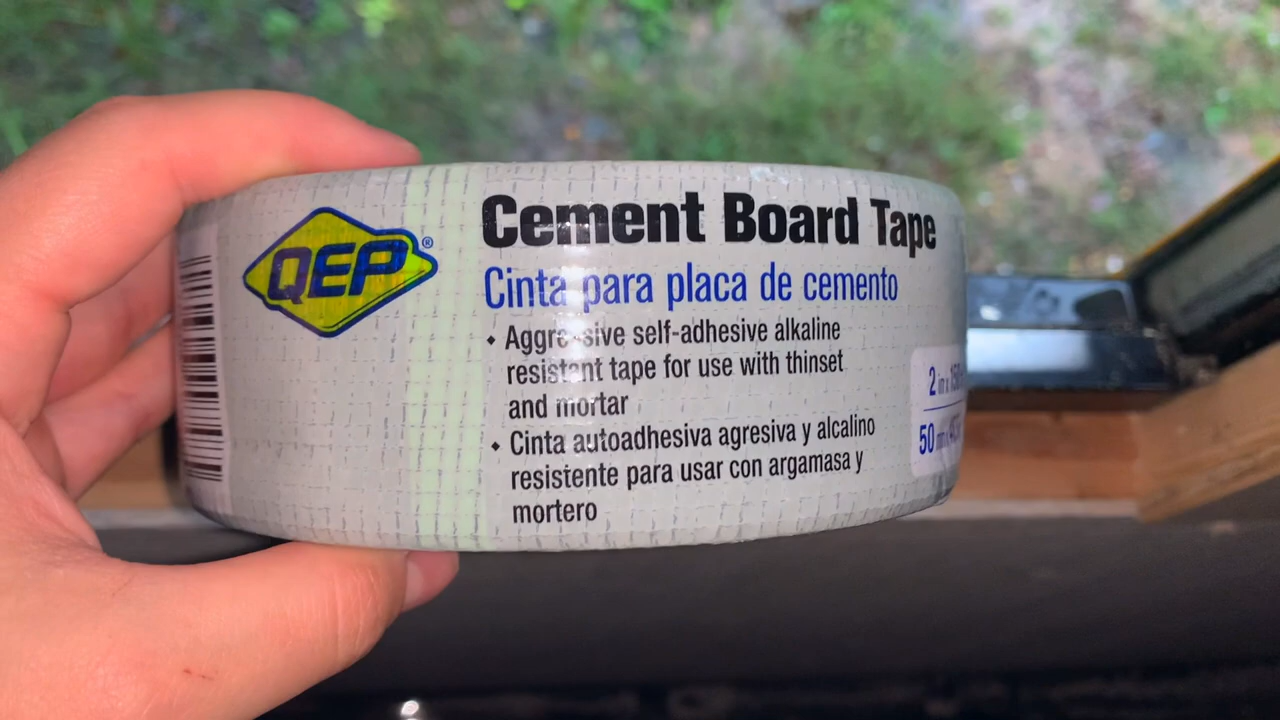 QEP®
Cement Board Tape
Cinta para placa de cemento
• Aggressive self-adhesive alkaline
resistant tape for use with thinset
and mortar
• Cinta autoadhesiva agresiva y alcalino
resistente para usar con argamasa y
mortero
2 in x
50